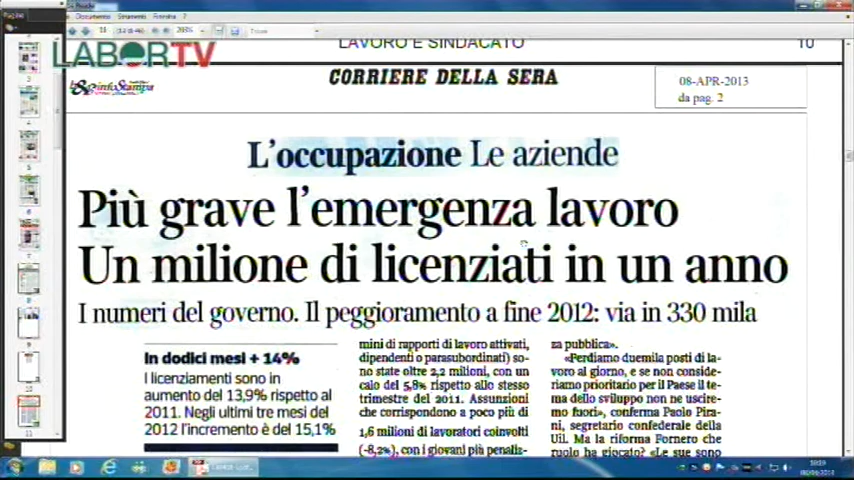 LABORTV
LAVORO E SINDACATO
10
CORRIERE DELLA SERA
08-APR-2013
da pag. 2
L'occupazione Le aziende
Più grave l'emergenza lavoro
Un milione di licenziati in un anno
I numeri del governo. Il peggioramento a fine 2012: via in 330 mila
In dodici mesi + 14%
I licenziamenti sono in
aumento del 13,9% rispetto al
2011. Negli ultimi tre mesi del
2012 l'incremento è del 15,1%
mini di rapporti di lavoro attivati,
dipendenti o parasubordinati) so-
no state oltre 2,2 milioni, con un
calo del 5,8% rispetto allo stesso
trimestre del 2011. Assunzioni
che corrispondono a poco più di
1,6 milioni di lavoratori coinvolti
(-8,2%), con i giovani più penaliz-
za pubblica».
«Perdiamo duemila posti di la-
voro al giorno, e se non conside-
riamo prioritario per il Paese il te-
ma dello sviluppo non ne uscire-
mo fuori», conferma Paolo Pira-
ni, segretario confederale della
Uil. Ma la riforma Fornero che
ruolo ha giocato? «Le sue sono